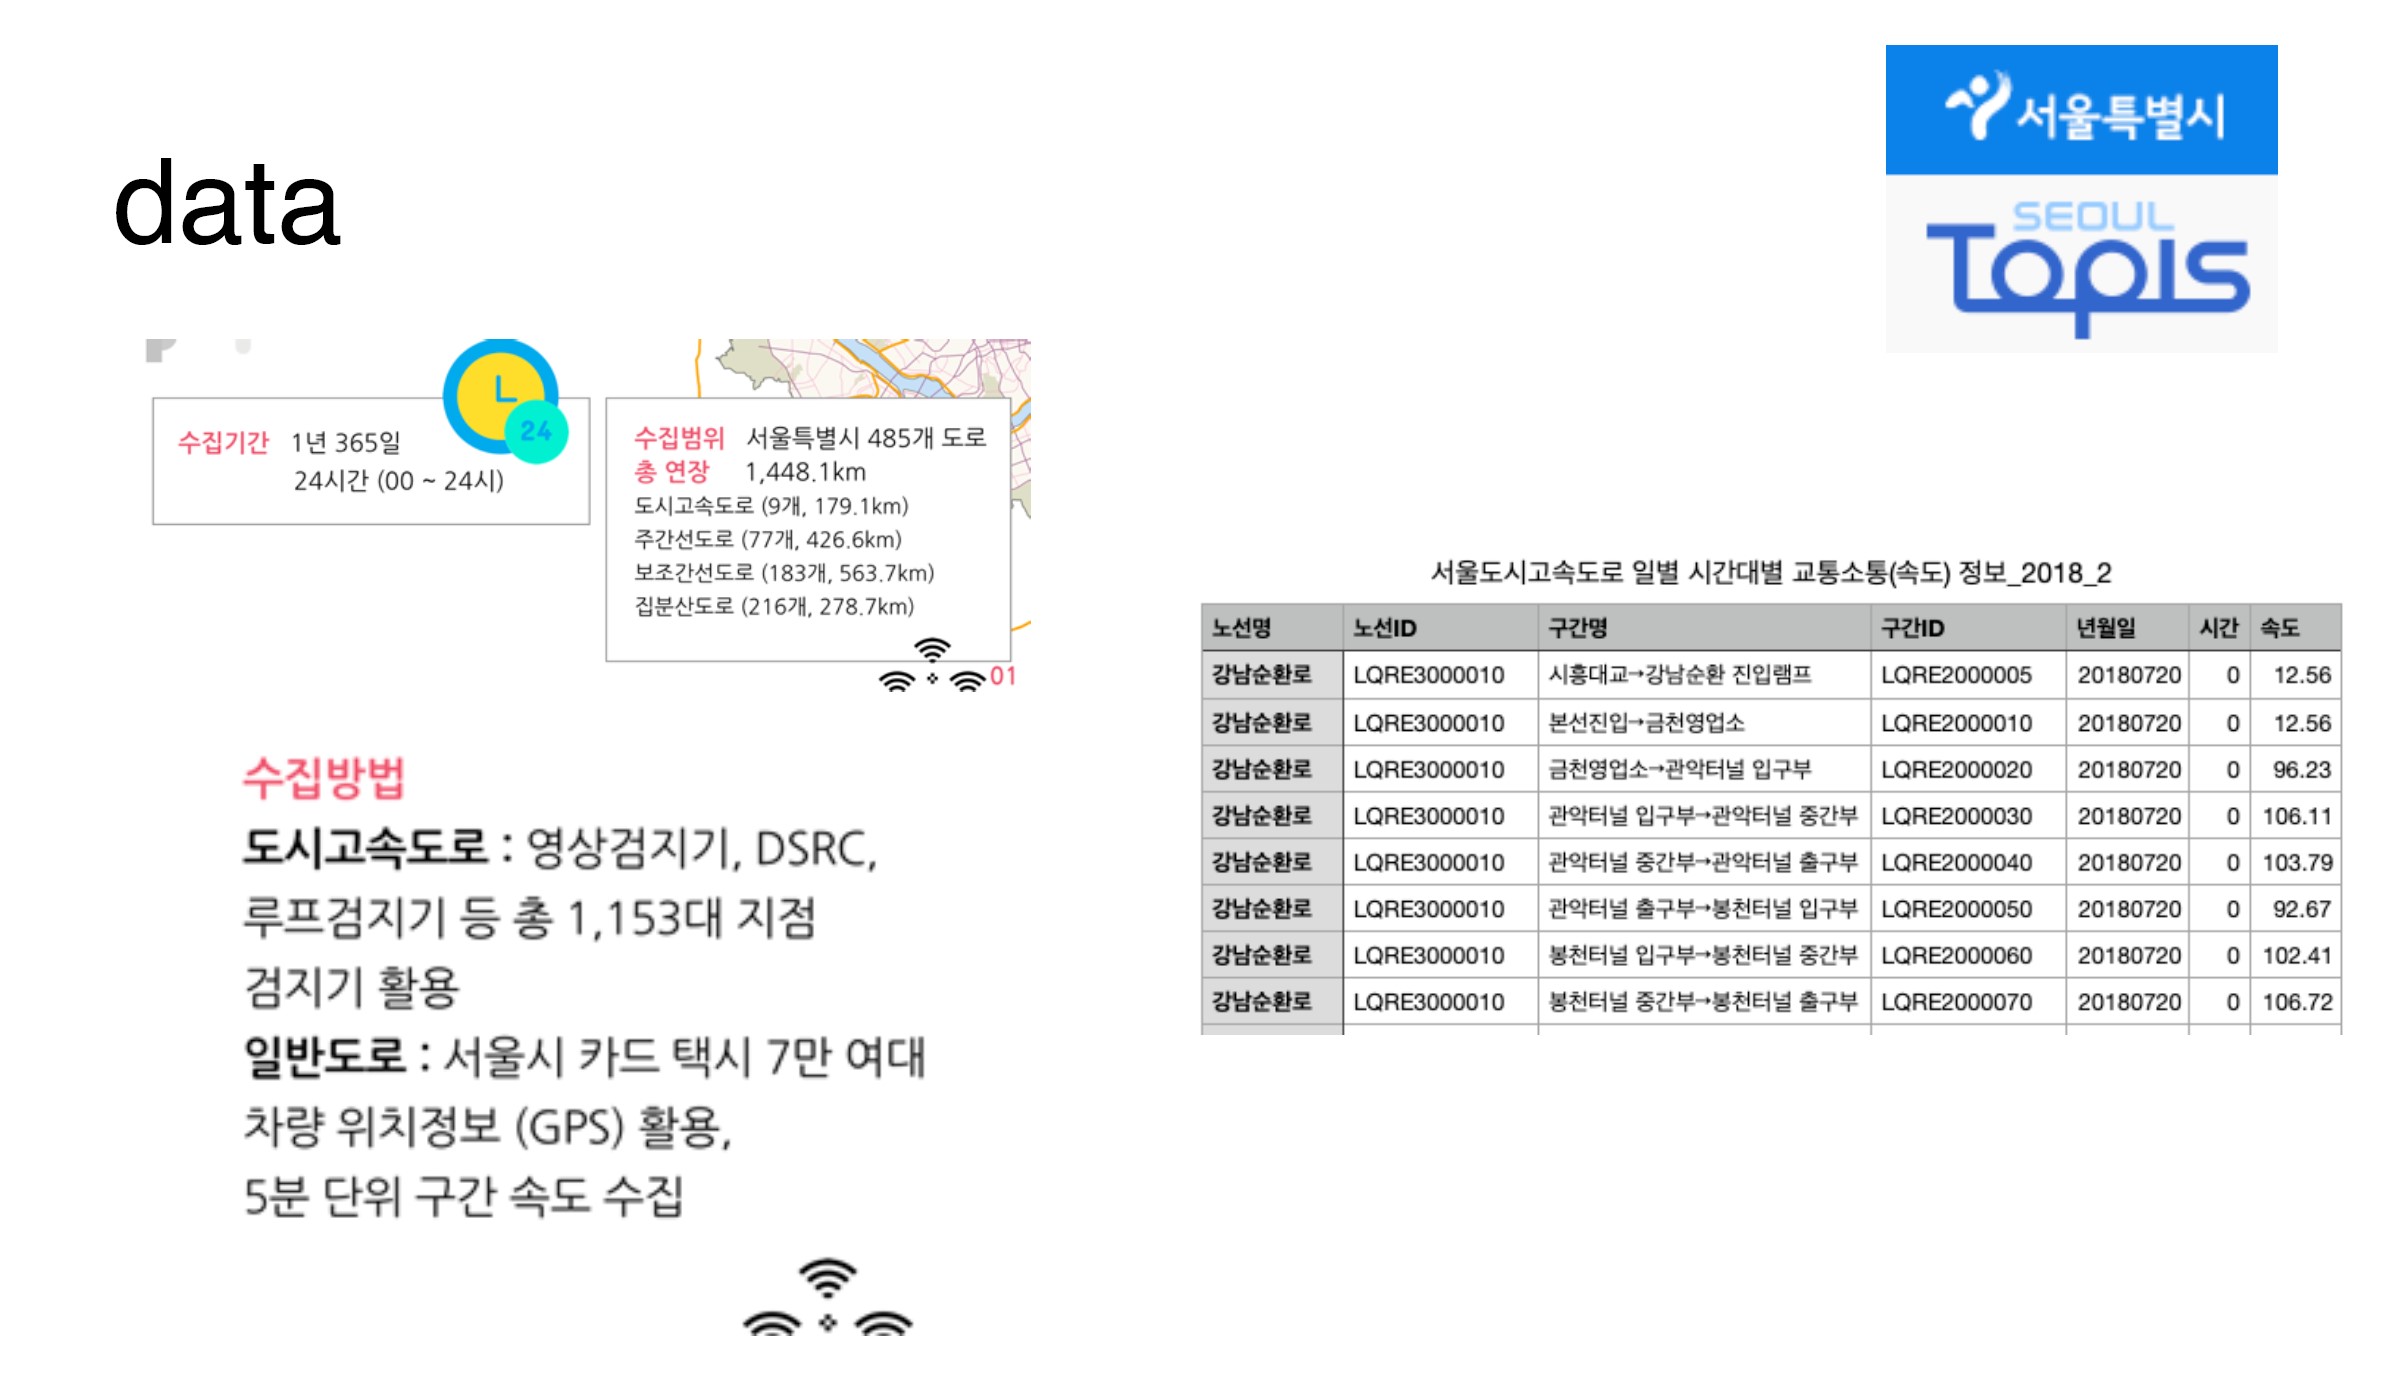 data
서울특별시
SEOUL
Topis
24
수집기간 1년 365일
24시간 (00 ~ 24시)
수집범위 서울특별시 485개 도로
총 연장 1,448.1km
도시고속도로 (9개, 179.1km)
주간선도로 (77개, 426.6km)
보조간선도로 (183개, 563.7km)
집분산도로 (216개, 278.7km)
01
수집방법
도시고속도로 : 영상검지기, DSRC,
루프검지기 등 총 1,153대 지점
검지기 활용
일반도로 : 서울시 카드 택시 7만 여대
차량 위치정보 (GPS) 활용,
5분 단위 구간 속도 수집
서울도시고속도로 일별 시간대별 교통소통(속도) 정보_2018_2
노선명 노선ID 구간명 구간ID 년월일 시간 속도
강남순환로 LQRE3000010 시흥대교→강남순환 진입램프 LQRE2000005 20180720 0 12.56
강남순환로 LQRE3000010 본선진입→금천영업소 LQRE2000010 20180720 0 12.56
강남순환로 LQRE3000010 금천영업소→관악터널 입구부 LQRE2000020 20180720 0 96.23
강남순환로 LQRE3000010 관악터널 입구부→관악터널 중간부 LQRE2000030 20180720 0 106.11
강남순환로 LQRE3000010 관악터널 중간부→관악터널 출구부 LQRE2000040 20180720 0 103.79
강남순환로 LQRE3000010 관악터널 출구부→봉천터널 입구부 LQRE2000050 20180720 0 92.67
강남순환로 LQRE3000010 봉천터널 입구부→봉천터널 중간부 LQRE2000060 20180720 0 102.41
강남순환로 LQRE3000010 봉천터널 중간부→봉천터널 출구부 LQRE2000070 20180720 0 106.72